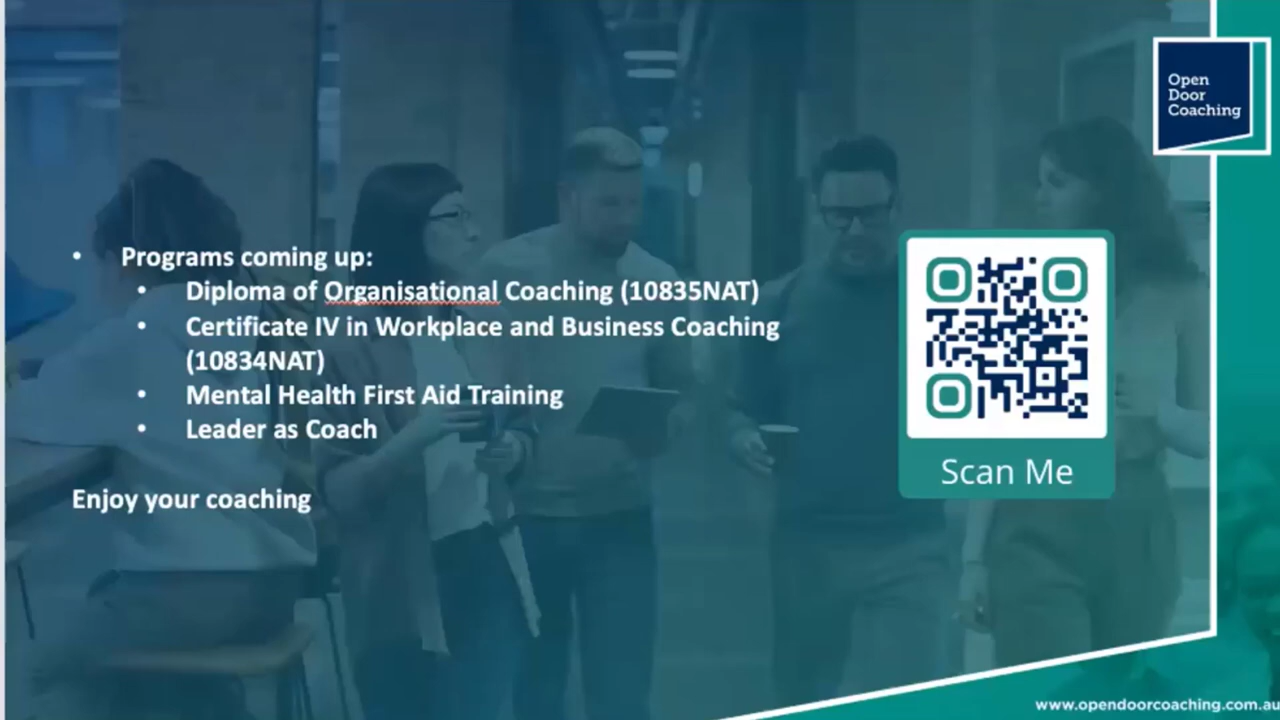 Open
Door
Coaching
• Programs coming up:
• Diploma of Organisational Coaching (10835NAT)
• Certificate IV in Workplace and Business Coaching
(10834NAT)
• Mental Health First Aid Training
• Leader as Coach
Enjoy your coaching
Scan Me
www.opendoorcoaching.com.au